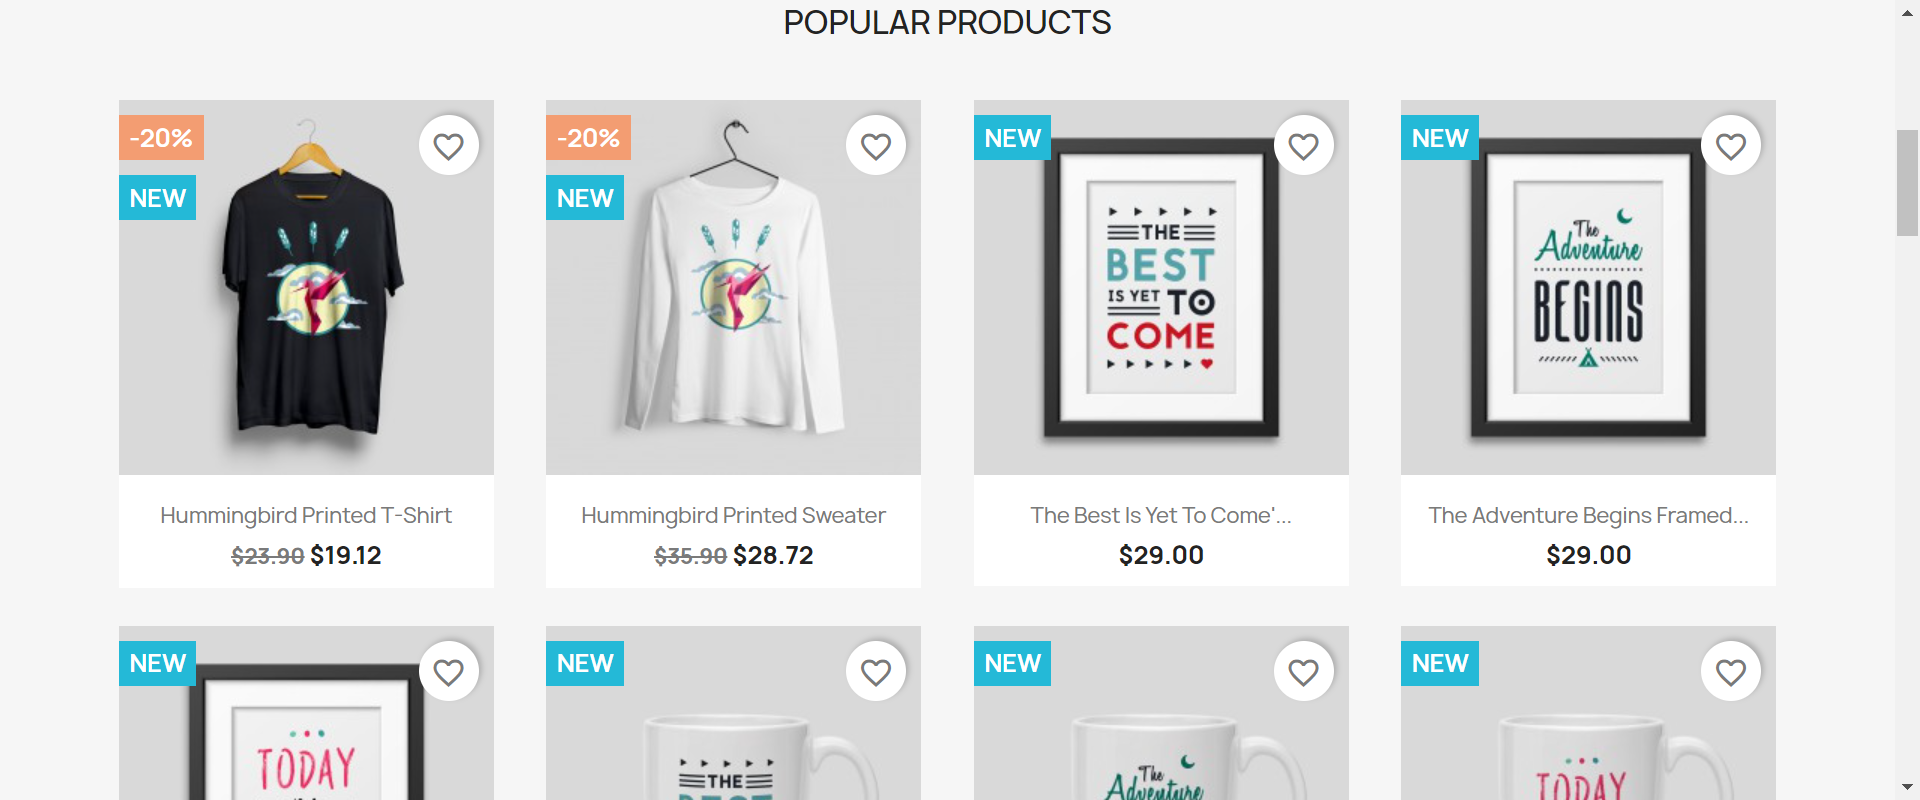 POPULAR PRODUCTS
-20%
NEW
-20%
NEW
NEW
THE
BEST
IS YET TO
COME
NEW
The
Adventure
BEGINS
Hummingbird Printed T-Shirt
$23.90 $19.12
Hummingbird Printed Sweater
$35.90 $28.72
The Best Is Yet To Come'...
$29.00
The Adventure Begins Framed...
$29.00
NEW
TODAY
NEW
THE
BEST
NEW
The
Adventure
NEW
TODAY